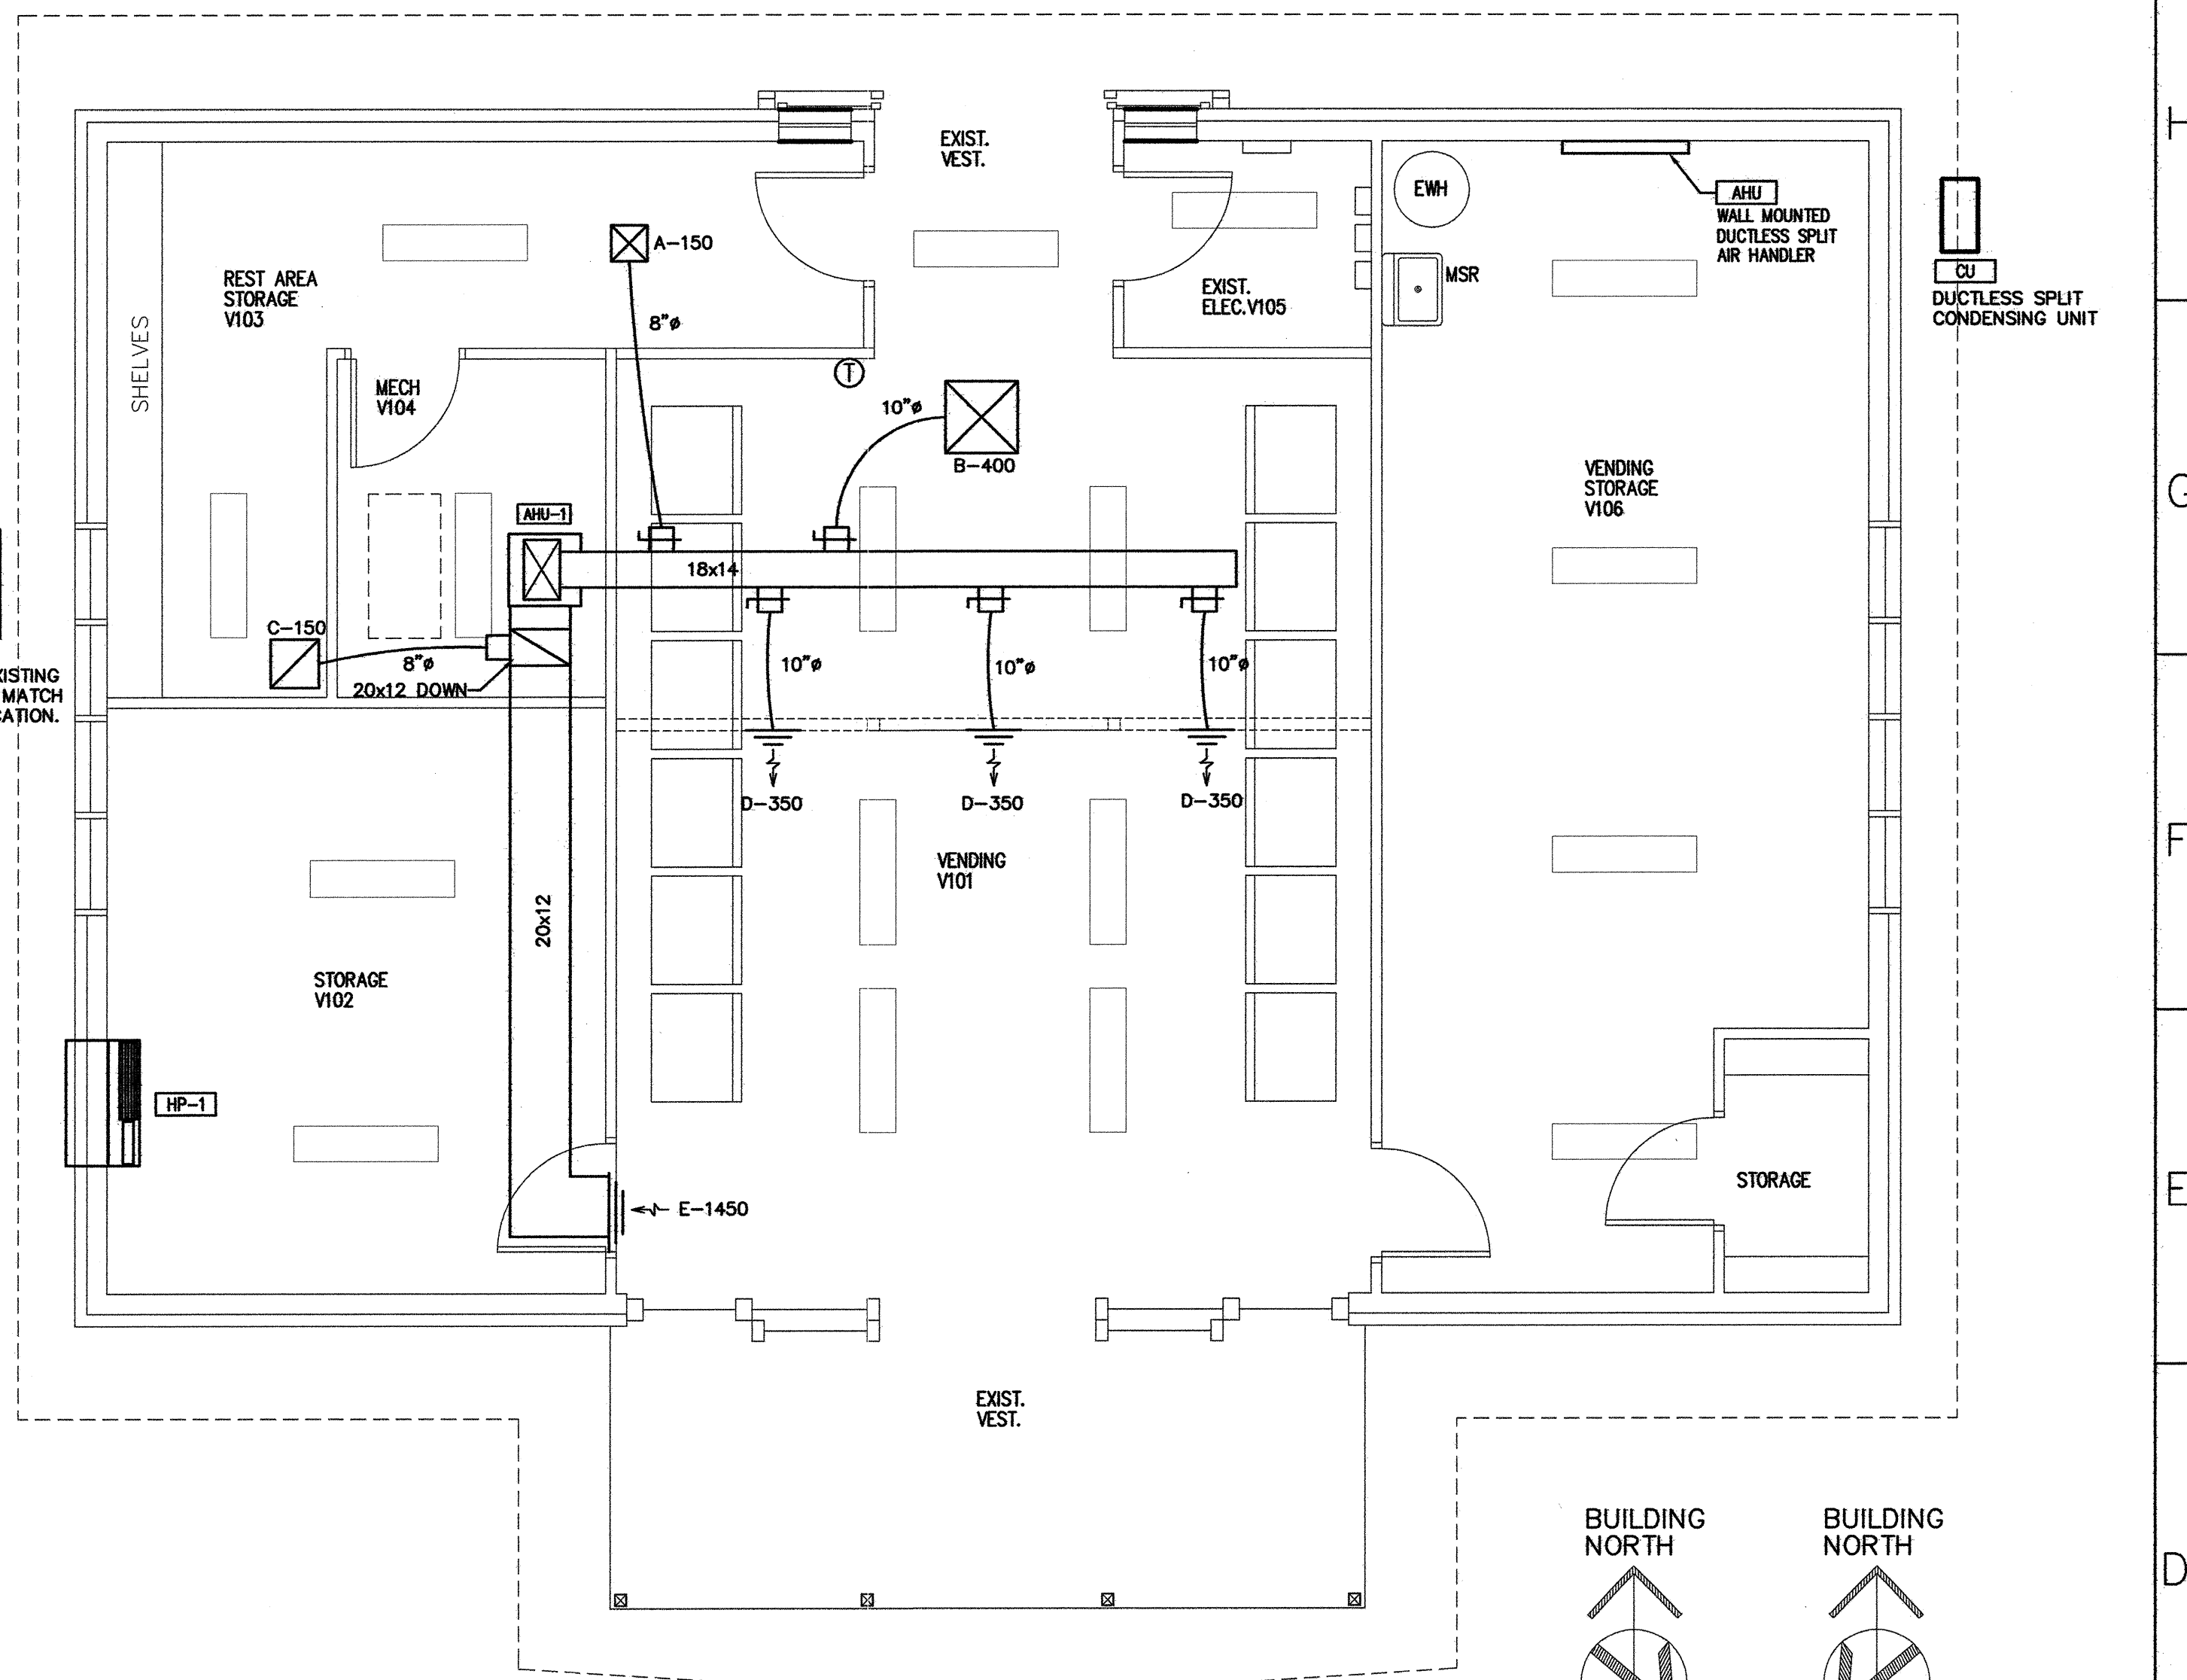 EXIST.
VEST.
H
EWH
AHU
WALL MOUNTED
DUCTLESS SPLIT
AIR HANDLER
A-150
REST AREA
STORAGE
V103
EXIST.
ELEC.V105
MSR
CU
DUCTLESS SPLIT
CONDENSING UNIT
SHELVES
8"ø
T
MECH
V104
10"ø
B-400
VENDING
STORAGE
V106
G
AHU-1
18x14
C-150
8"ø
20x12 DOWN
10"ø
10"ø
10"ø
MATCH
D-350
D-350
D-350
F
VENDING
V101
20x12
STORAGE
V102
HP-1
E-1450
STORAGE
E
EXIST.
VEST.
BUILDING
NORTH
BUILDING
NORTH
D